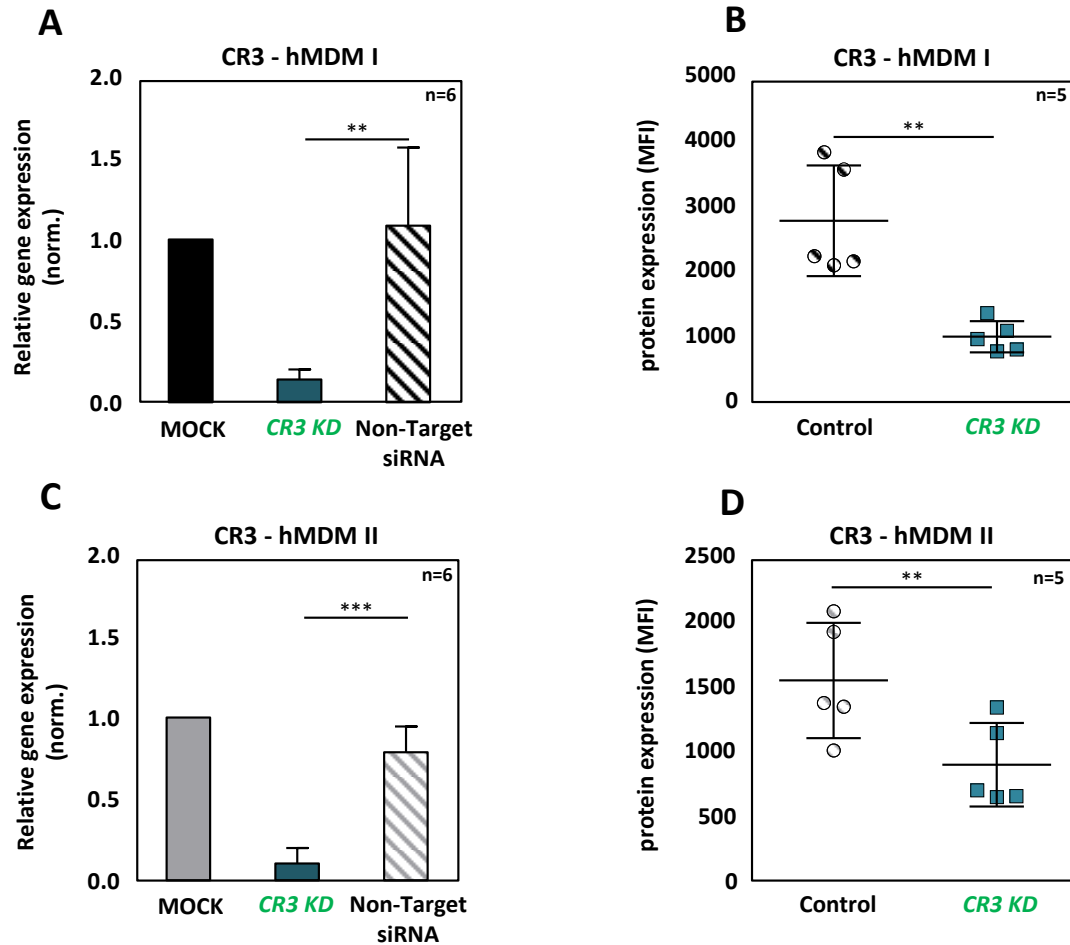 A
CR3 - hMDM I
n=6
**
Relative gene expression
(norm.)
2.0
1.5
1.0
0.5
0.0
MOCK
CR3 KD
Non-Target
siRNA
B
CR3 - hMDM I
n=5
**
protein expression (MFI)
5000
4000
3000
2000
1000
0
Control
CR3 KD
C
CR3 - hMDM II
n=6
***
Relative gene expression
(norm.)
2.0
1.5
1.0
0.5
0.0
MOCK
CR3 KD
Non-Target
siRNA
D
CR3 - hMDM II
n=5
**
protein expression (MFI)
2500
2000
1500
1000
500
0
Control
CR3 KD